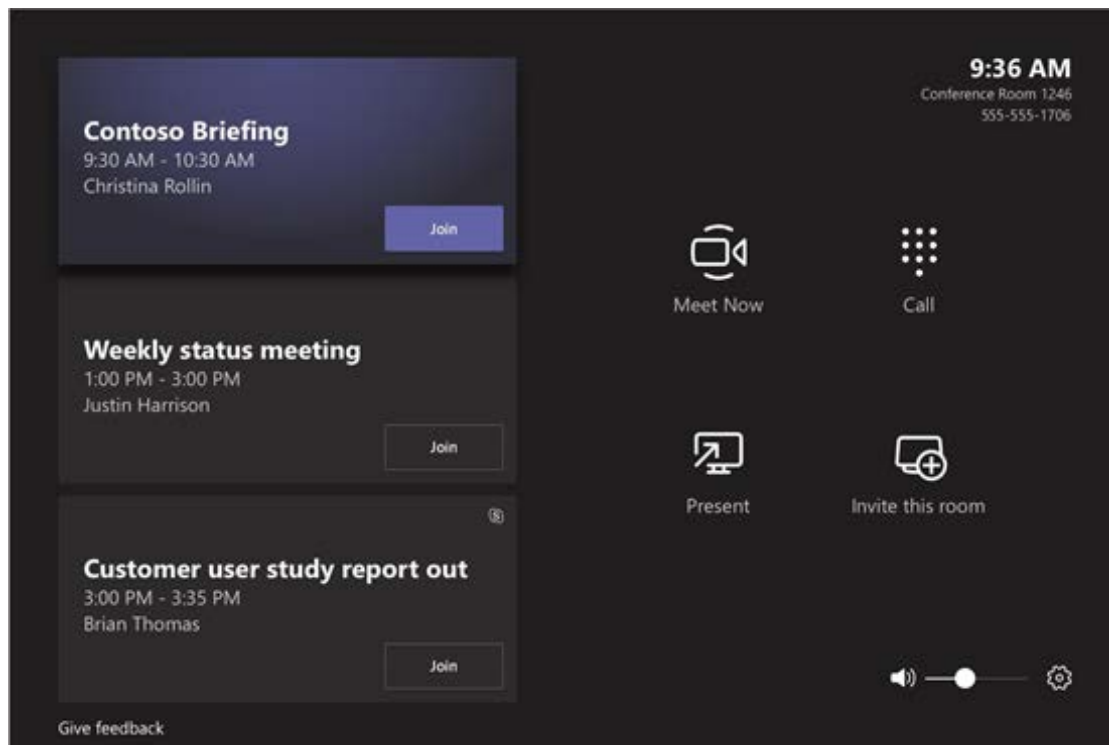 9:36 AM
Conference Room 1246
555-555-1706
Contoso Briefing
9:30 AM - 10:30 AM
Christina Rollin
Join
Weekly status meeting
1:00 PM - 3:00 PM
Justin Harrison
Join
S
Customer user study report out
3:00 PM - 3:35 PM
Brian Thomas
Join
Meet Now
Call
Present
Invite this room
Give feedback